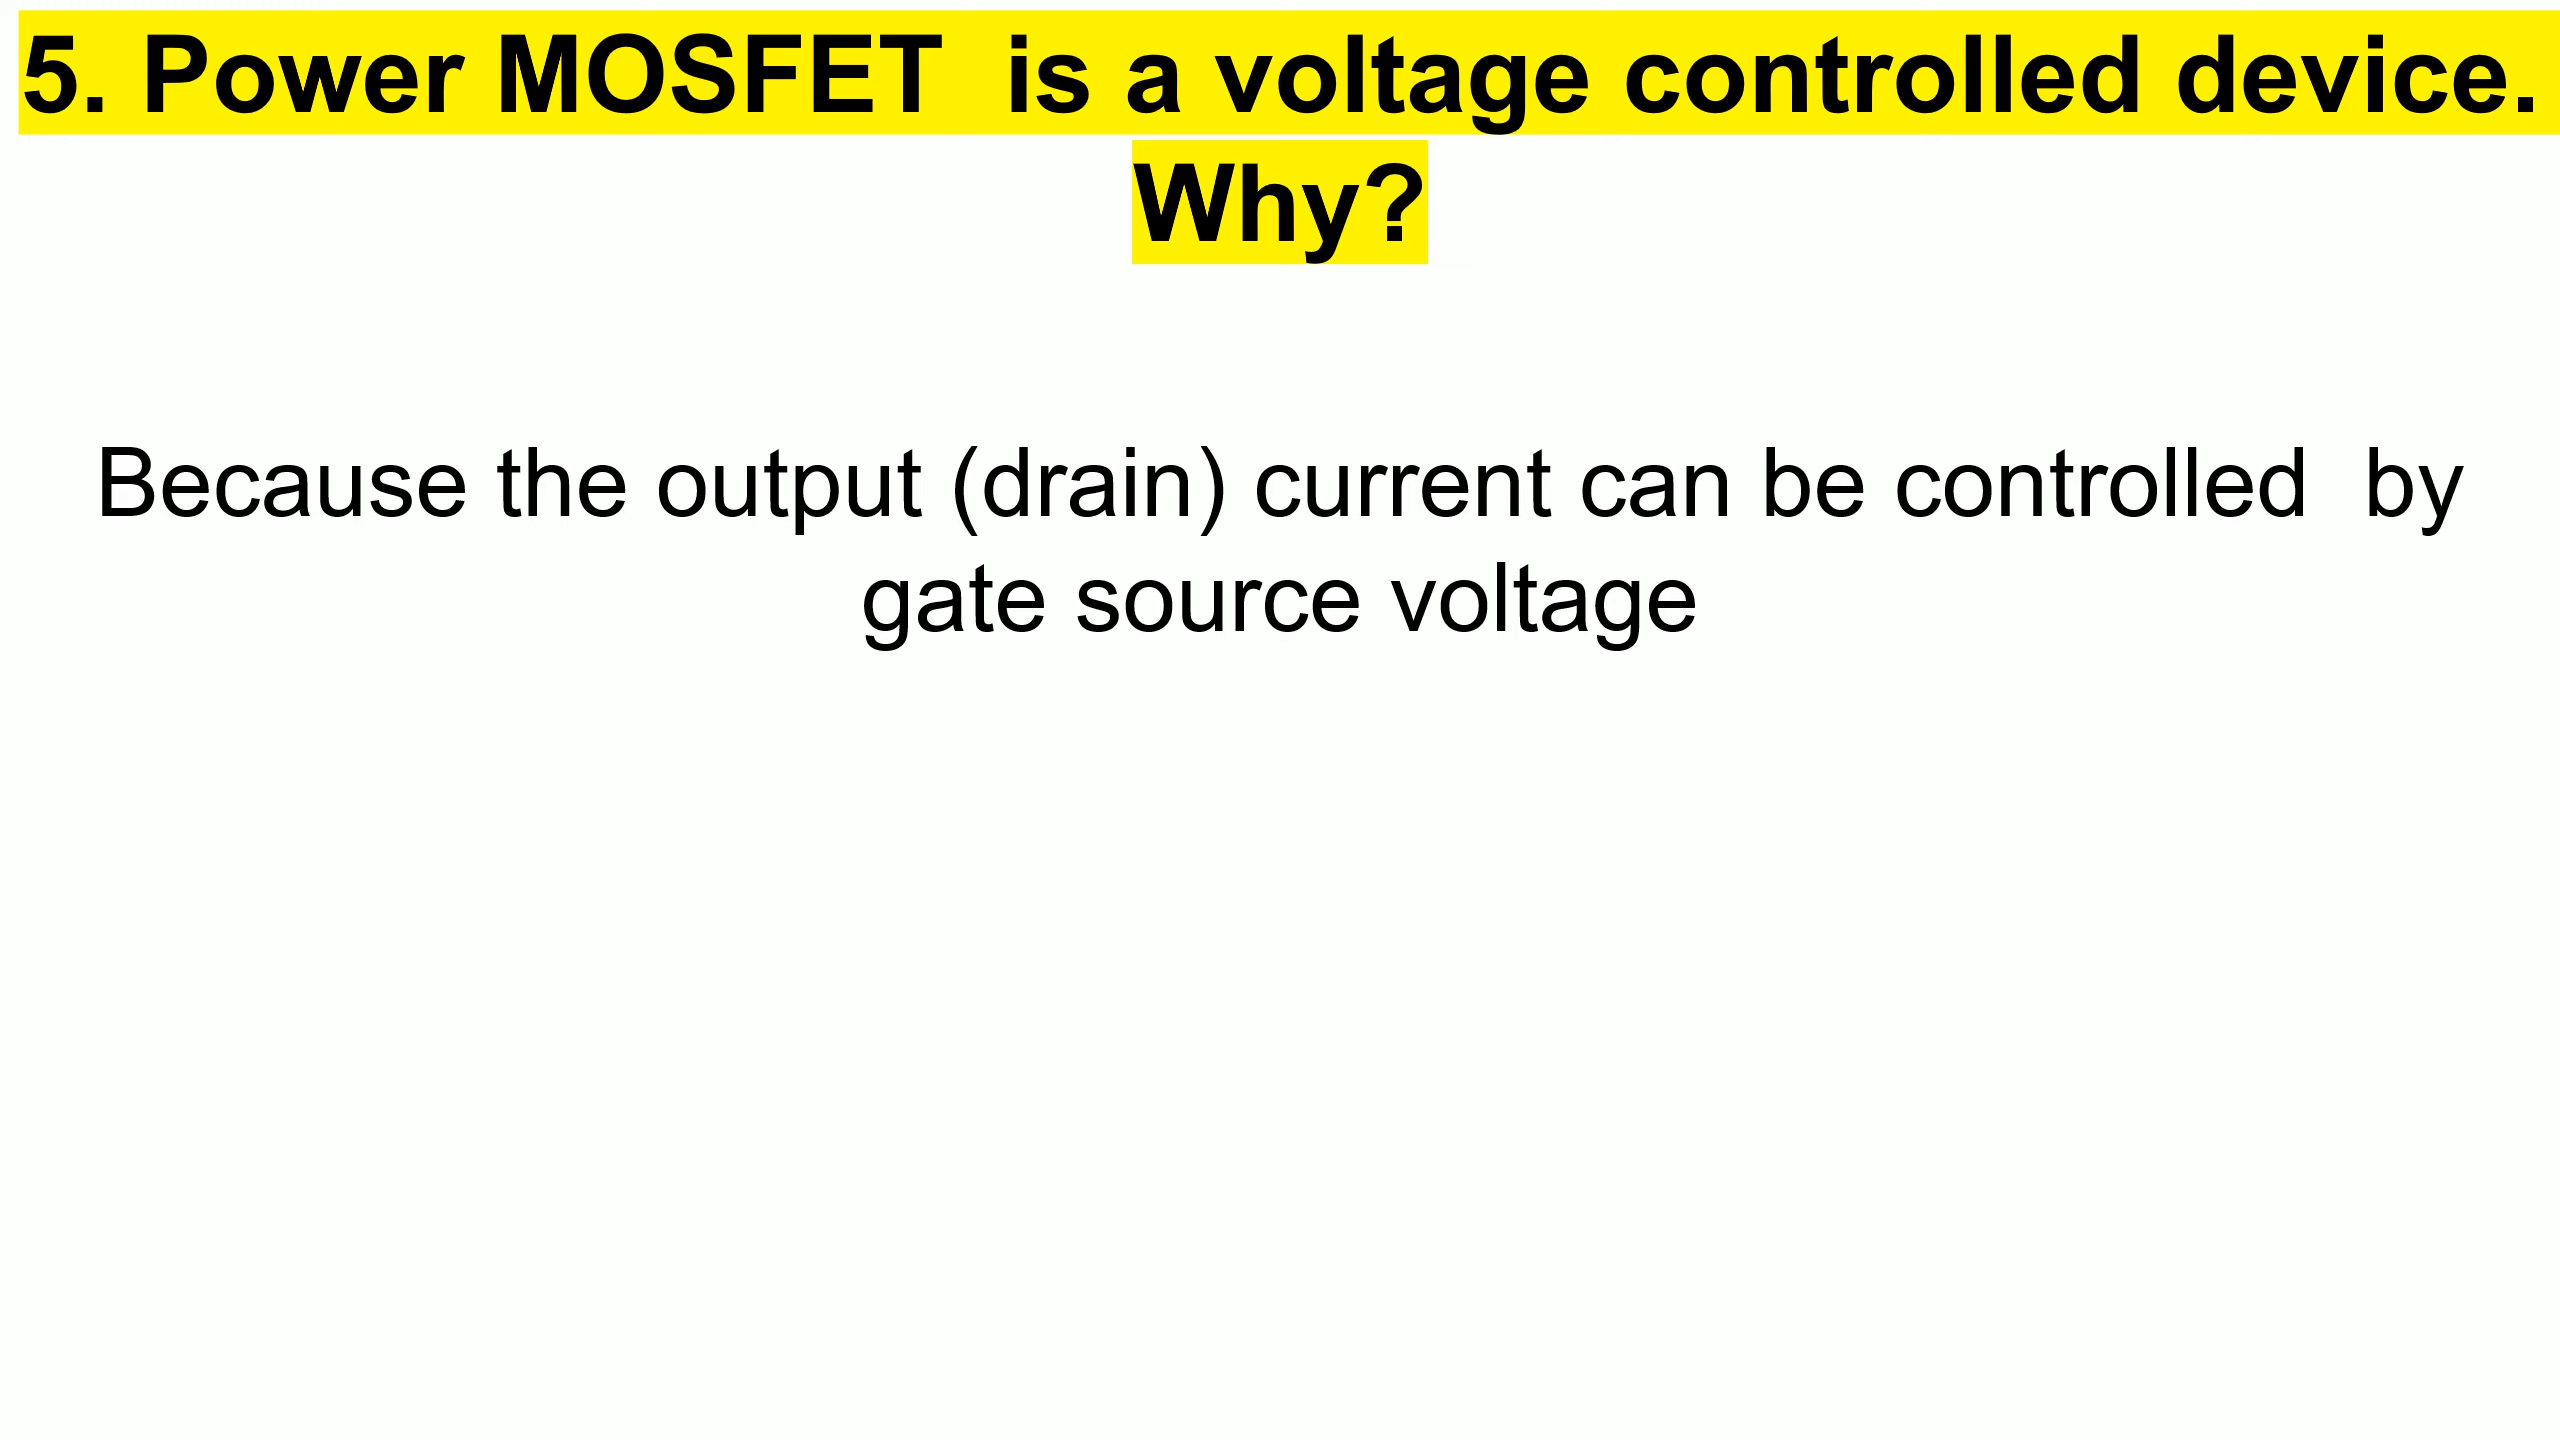 5. Power MOSFET  is a voltage controlled device.
Why?
Because the output (drain) current can be controlled  by
gate source voltage